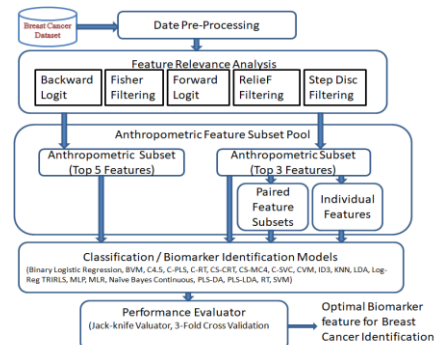 Breast Cancer
Dataset
Date Pre-Processing
Feature Relevance Analysis
Backward
Logit
Fisher
Filtering
Forward
Logit
RelieF
Filtering
Step Disc
Filtering
Anthropometric Feature Subset Pool
Anthropometric Subset
(Top 5 Features)
Anthropometric Subset
(Top 3 Features)
Paired
Feature
Subsets
Individual
Features
Classification / Biomarker Identification Models
(Binary Logistic Regression, BVM, C4.5, C-PLS, C-RT, CS-CRT, CS-MC4, C-SVC, CVM, ID3, KNN, LDA, Log-
Reg TRIRLS, MLP, MLR, Naïve Bayes Continuous, PLS-DA, PLS-LDA, RT, SVM)
Performance Evaluator
(Jack-knife Valuator, 3-Fold Cross Validation)
Optimal Biomarker
feature for Breast
Cancer Identification